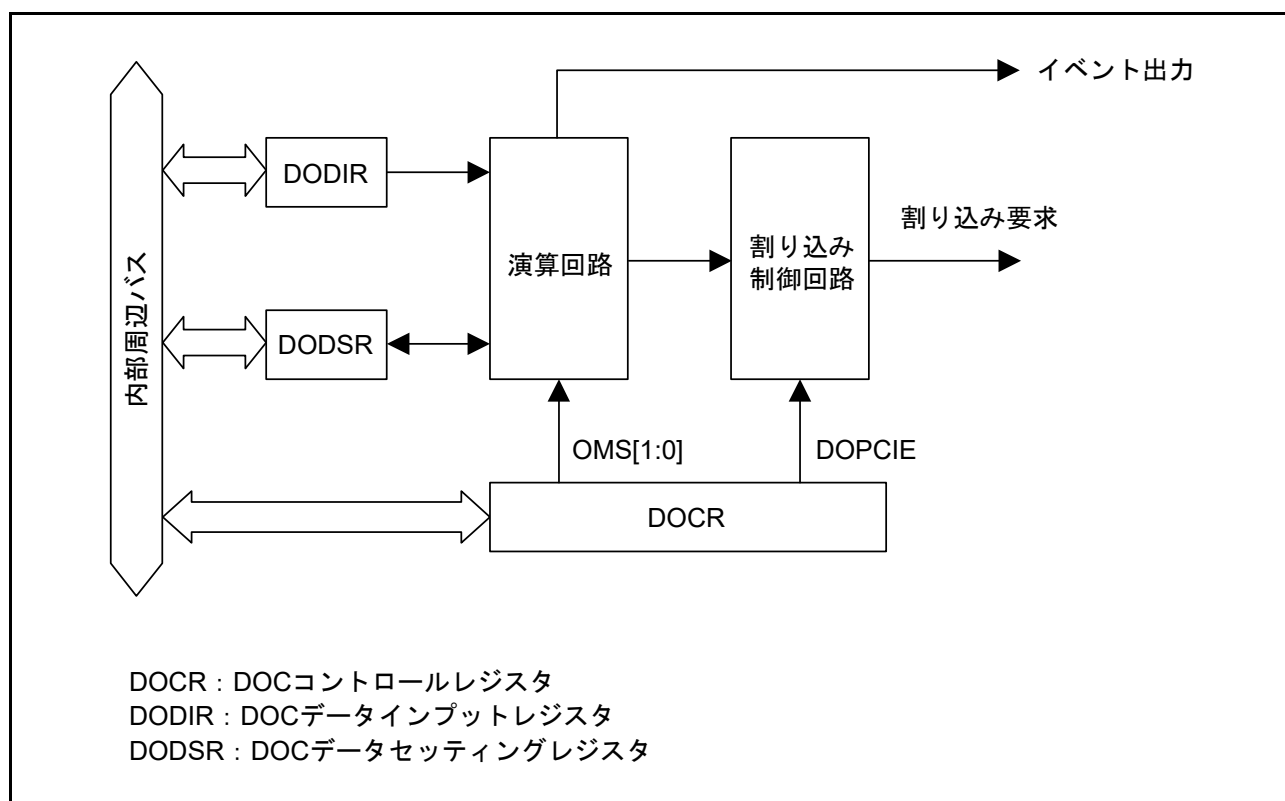 イベント出力
DODIR
割り込み要求
演算回路
割り込み
制御回路
内部周辺バス
DODSR
OMS[1:0]
DOPCIE
DOCR
DOCR：DOCコントロールレジスタ
DODIR：DOCデータインプットレジスタ
DODSR：DOCデータセッティングレジスタ